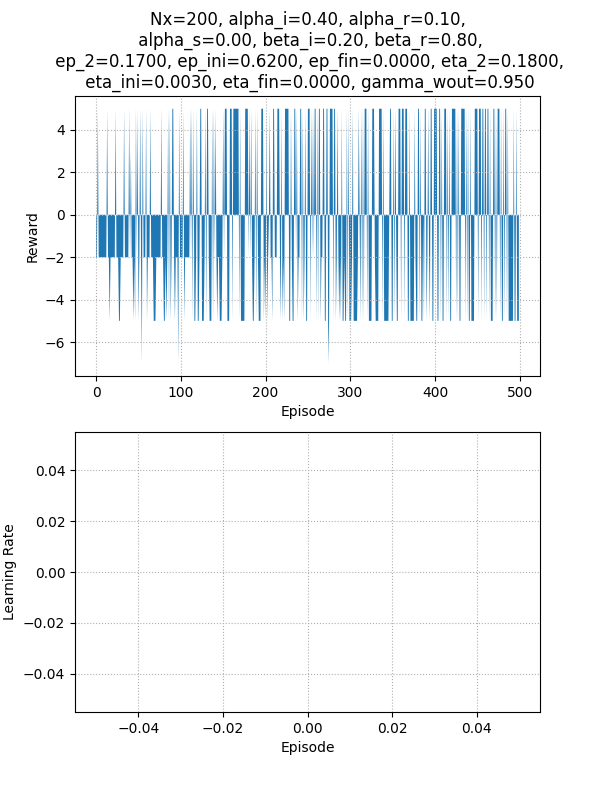 Nx=200, alpha_i=0.40, alpha_r=0.10,
alpha_s=0.00, beta_i=0.20, beta_r=0.80,
ep_2=0.1700, ep_ini=0.6200, ep_fin=0.0000, eta_2=0.1800,
eta_ini=0.0030, eta_fin=0.0000, gamma_wout=0.950
4
2
0
−2
−4
−6
Reward
0 100 200 300 400 500
Episode
0.04
0.02
0.00
−0.02
−0.04
Learning Rate
−0.04 −0.02 0.00 0.02 0.04
Episode